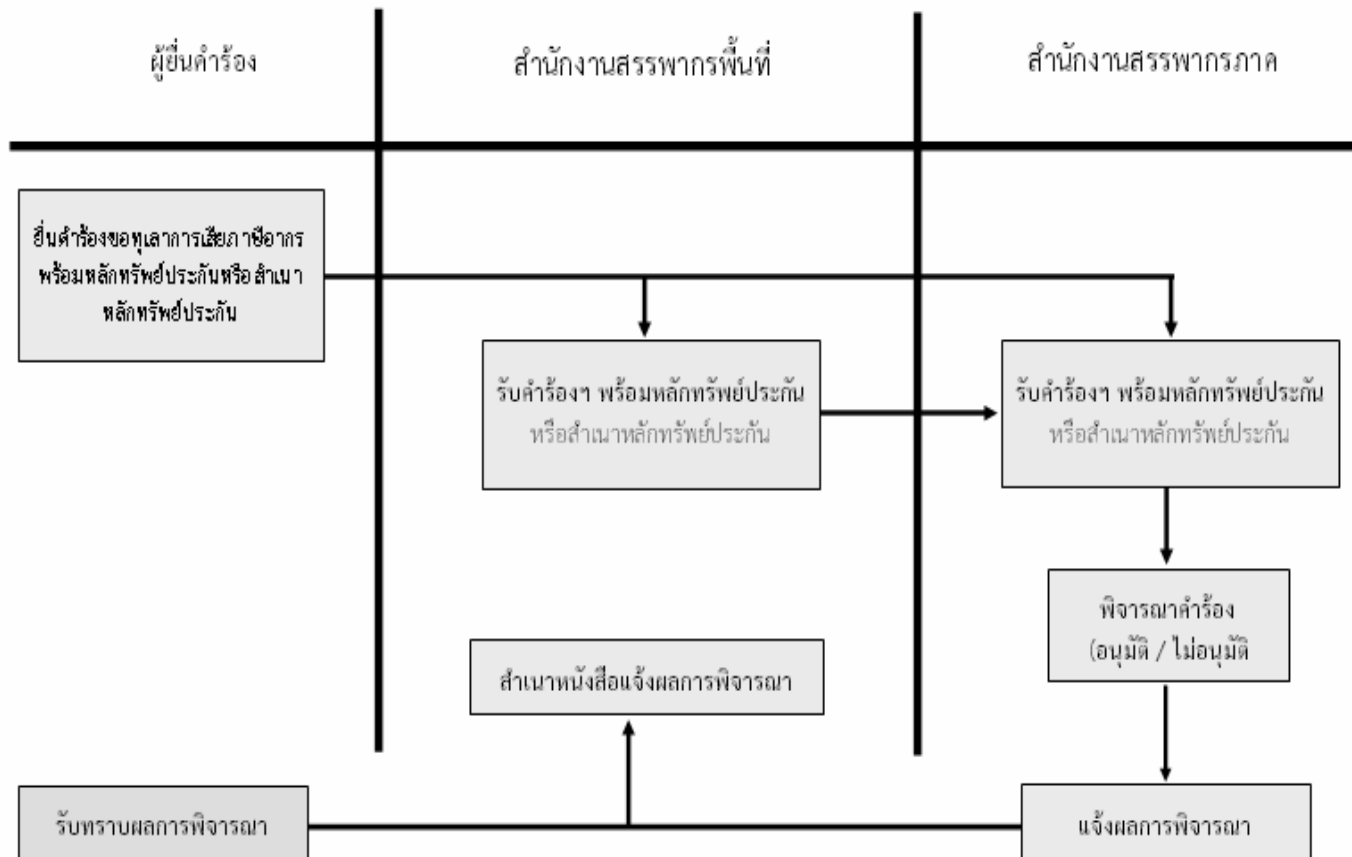 ผู้ยื่นคำร้อง
สำนักงานสรรพากรพื้นที่
สำนักงานสรรพากรภาค
ยื่นคำร้องขอทุเลาการเสียภาษีอากร
พร้อมหลักทรัพย์ประกันหรือสำเนา
หลักทรัพย์ประกัน
รับคำร้องฯ พร้อมหลักทรัพย์ประกัน
หรือสำเนาหลักทรัพย์ประกัน
รับคำร้องฯ พร้อมหลักทรัพย์ประกัน
หรือสำเนาหลักทรัพย์ประกัน
พิจารณาคำร้อง
(อนุมัติ / ไม่อนุมัติ
สำเนาหนังสือแจ้งผลการพิจารณา
รับทราบผลการพิจารณา
แจ้งผลการพิจารณา